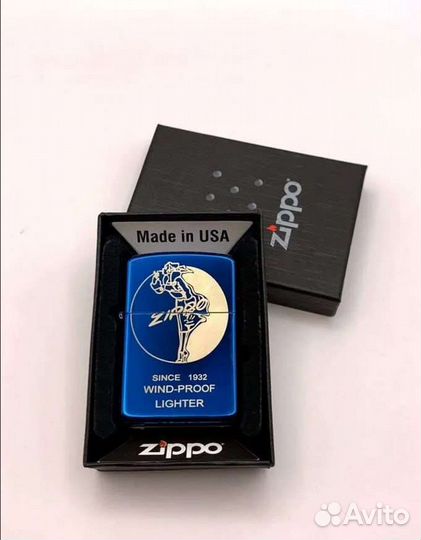 zippo
Made in USA
ZIPPO
SINCE 1932
WIND-PROOF
LIGHTER
zippo
Avito